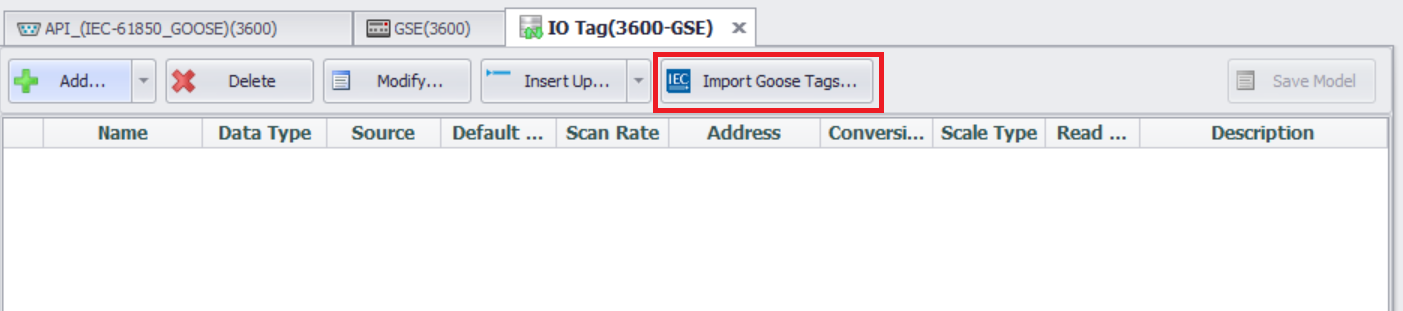 API_(IEC-61850_GOOSE)(3600) GSE(3600) IO Tag(3600-GSE)
Add... Delete Modify... Insert Up... IEC Import Goose Tags... Save Model
Name Data Type Source Default ... Scan Rate Address Conversi... Scale Type Read ... Description